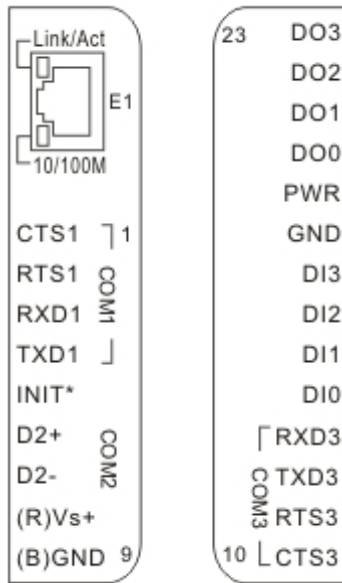 Link/Act
E1
10/100M
CTS1 1
RTS1
RXD1
TXD1
COM1
INIT*
D2+
D2-
COM2
(R)Vs+
(B)GND 9
23 DO3
DO2
DO1
DO0
PWR
GND
DI3
DI2
DI1
DI0
RXD3
TXD3
RTS3
COM3
10 CTS3